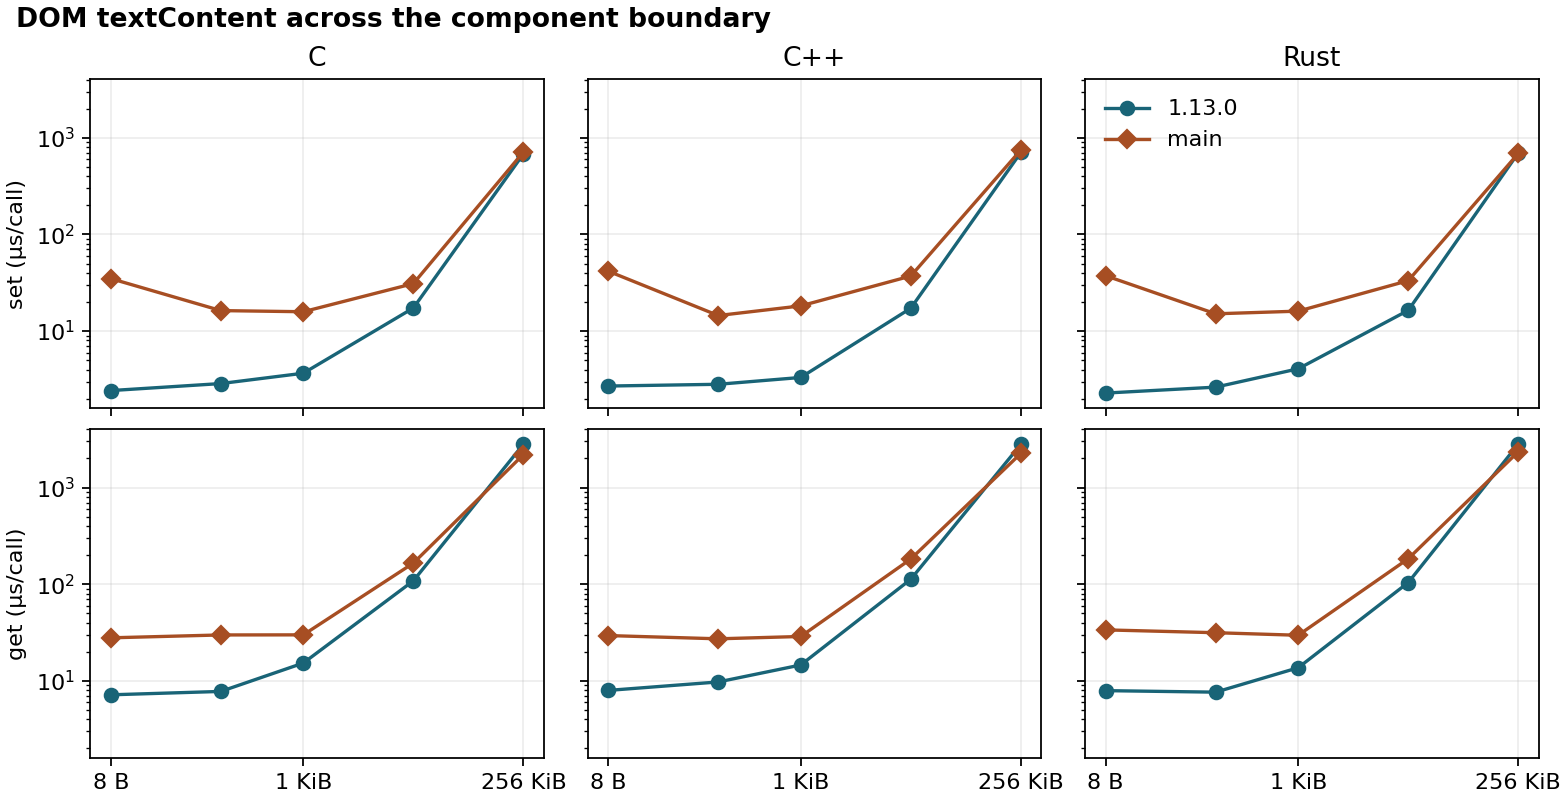 DOM textContent across the component boundary
C
C++
Rust
1.13.0
main
set (µs/call)
10³
10²
10¹
get (µs/call)
10³
10²
10¹
8 B
1 KiB
256 KiB
8 B
1 KiB
256 KiB
8 B
1 KiB
256 KiB